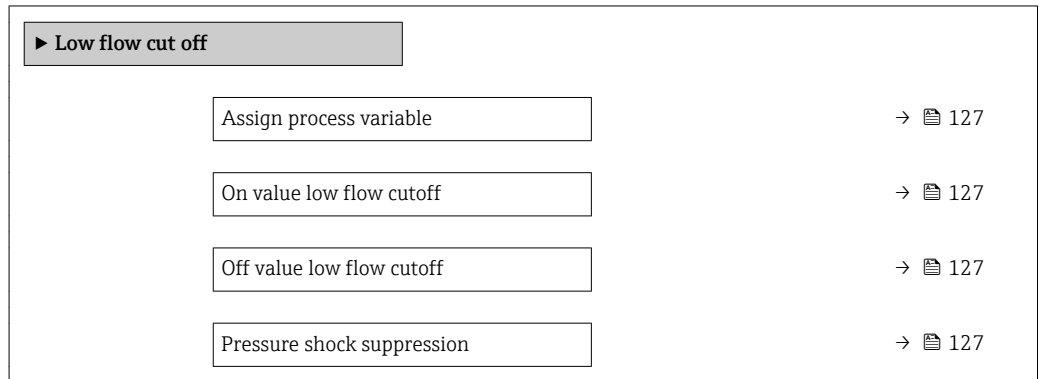 ▶ Low flow cut off
Assign process variable → 127
On value low flow cutoff → 127
Off value low flow cutoff → 127
Pressure shock suppression → 127